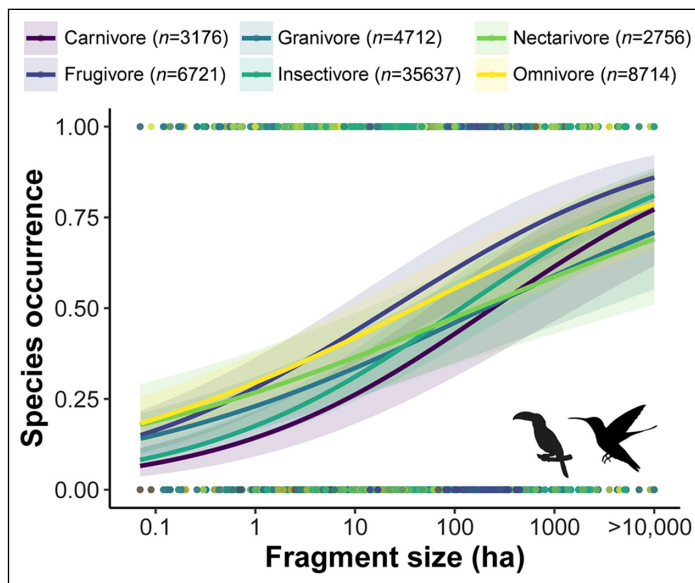 Carnivore (n=3176) Granivore (n=4712) Nectarivore (n=2756)
Frugivore (n=6721) Insectivore (n=35637) Omnivore (n=8714)
Species occurrence
1.00
0.75
0.50
0.25
0.00
0.1 1 10 100 1000 >10,000
Fragment size (ha)